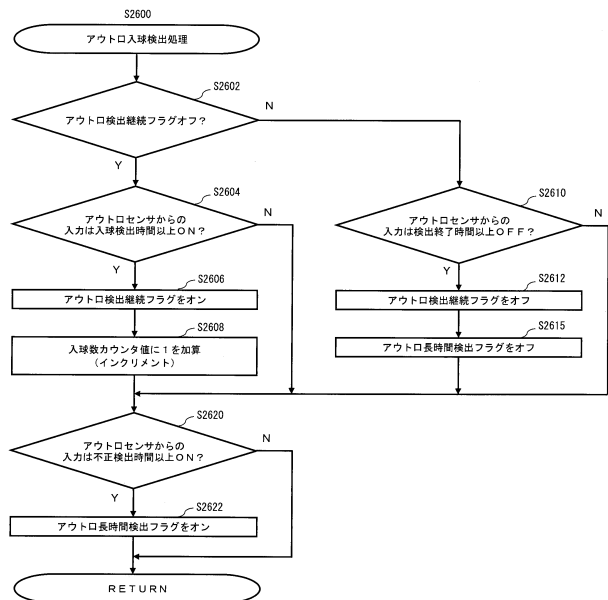 S2600
アウトロ入球検出処理
S2602
アウトロ検出継続フラグオフ？
N
Y
S2604
アウトロセンサからの
入力は入球検出時間以上ON？
N
Y
S2606
アウトロ検出継続フラグをオン
S2608
入球数カウンタ値に１を加算
（インクリメント）
S2610
アウトロセンサからの
入力は検出終了時間以上OFF？
N
Y
S2612
アウトロ検出継続フラグをオフ
S2615
アウトロ長時間検出フラグをオフ
S2620
アウトロセンサからの
入力は不正検出時間以上ON？
N
Y
S2622
アウトロ長時間検出フラグをオン
RETURN